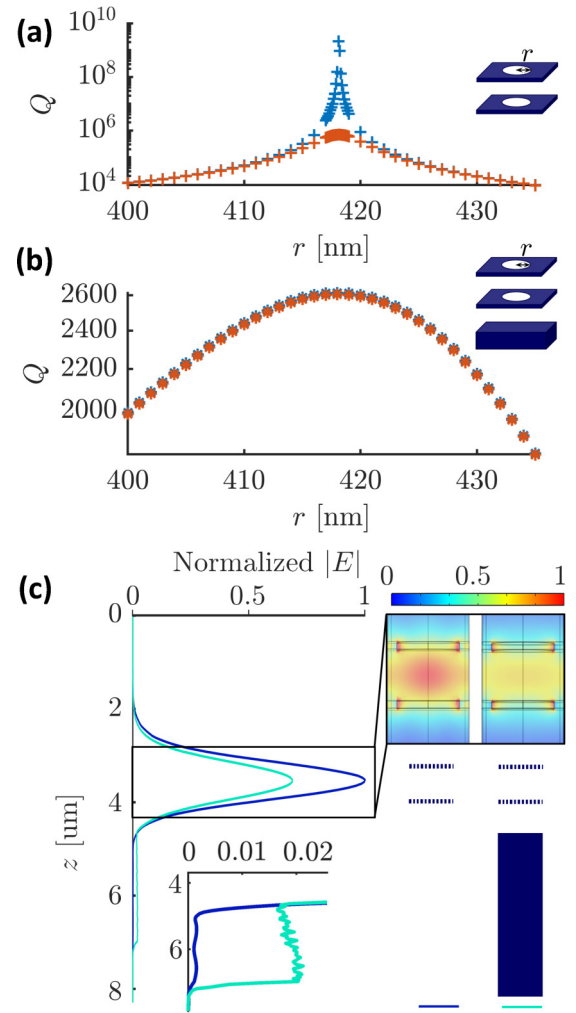 (a)
10^10
10^8
10^6
10^4
Q
r
400 410 420 430
r [nm]
(b)
2600
2400
2200
2000
Q
r
400 410 420 430
r [nm]
(c)
Normalized |E|
0 0.5 1
0 0.5 1
0
2
4
6
8
z [um]
0 0.01 0.02
4
6
8